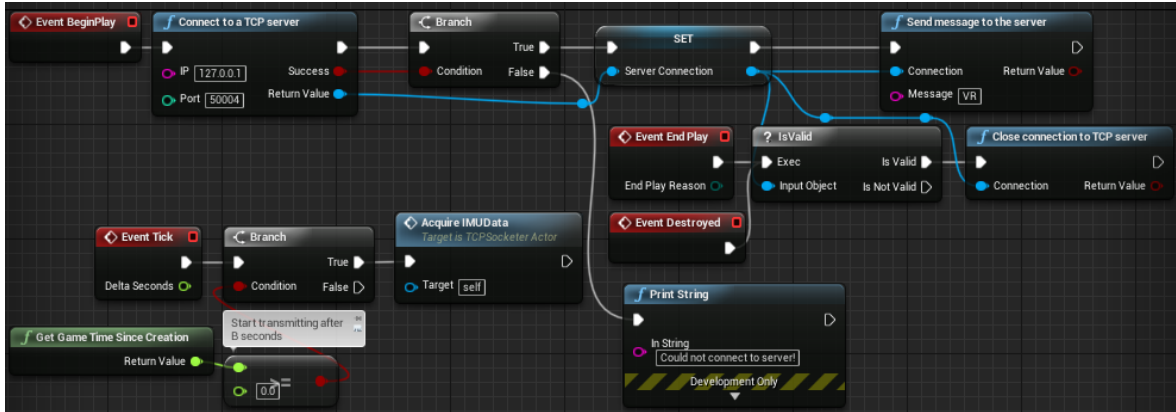 Event BeginPlay
Connect to a TCP server
IP 127.0.0.1
Success
Port 50004
Return Value
Branch
True
Condition
False
SET
Server Connection
Send message to the server
Connection
Return Value
Message VR
Event End Play
End Play Reason
? IsValid
Exec
Is Valid
Input Object
Is Not Valid
Close connection to TCP server
Connection
Return Value
Event Destroyed
Event Tick
Delta Seconds
Branch
True
Condition
False
Acquire IMUData
Target is TCPSocketer Actor
Target self
Start transmitting after
B seconds
Get Game Time Since Creation
Return Value
0.0
>=
Print String
In String
Could not connect to server!
Development Only